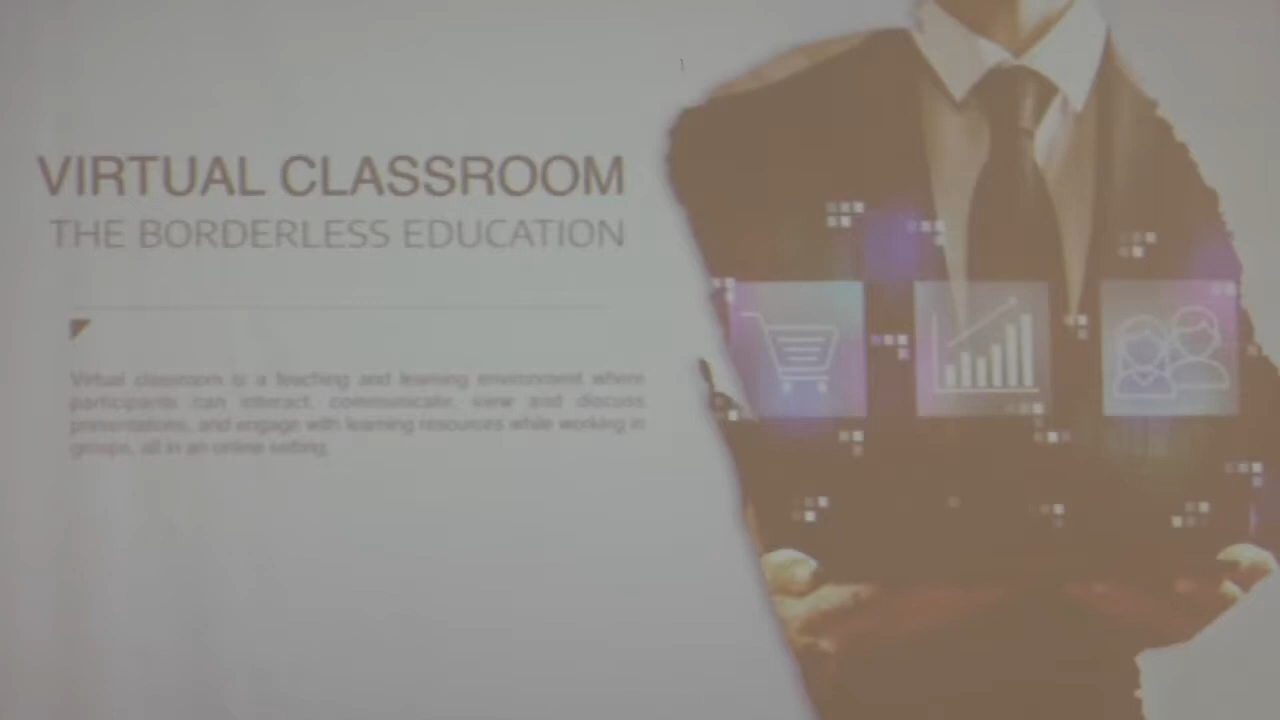 VIRTUAL CLASSROOM
THE BORDERLESS EDUCATION
Virtual classroom is a teaching and learning environment where
participants can interact, communicate, view and discuss
presentations, and engage with learning resources while working in
groups, all in an online setting.